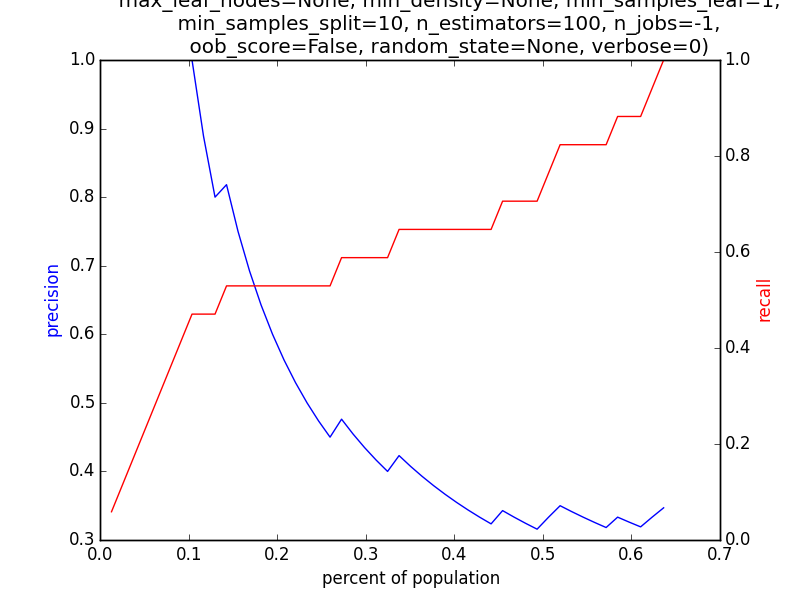 max_leaf_nodes=None, min_density=None, min_samples_leaf=1,
min_samples_split=10, n_estimators=100, n_jobs=-1,
oob_score=False, random_state=None, verbose=0)
1.0
0.9
0.8
0.7
0.6
0.5
0.4
0.3
precision
1.0
0.8
0.6
0.4
0.2
0.0
recall
0.0 0.1 0.2 0.3 0.4 0.5 0.6 0.7
percent of population